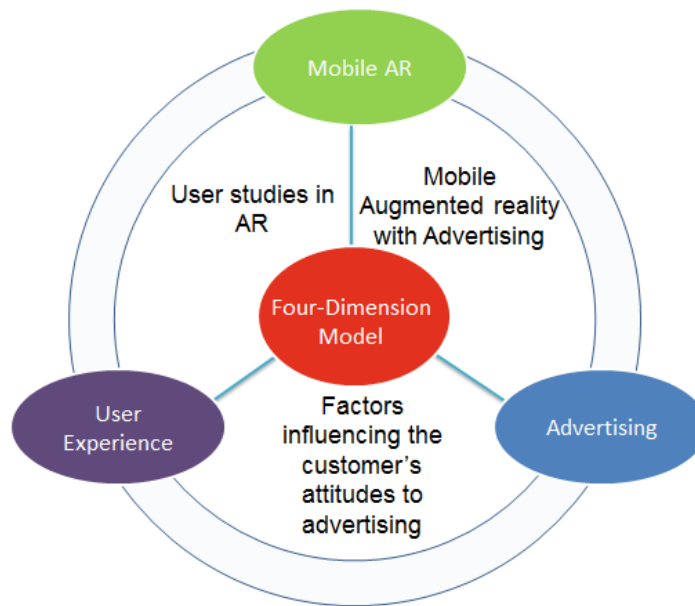 Mobile AR
User studies in
AR
Mobile
Augmented reality
with Advertising
Four-Dimension
Model
User
Experience
Factors
influencing the
customer's
attitudes to
advertising
Advertising